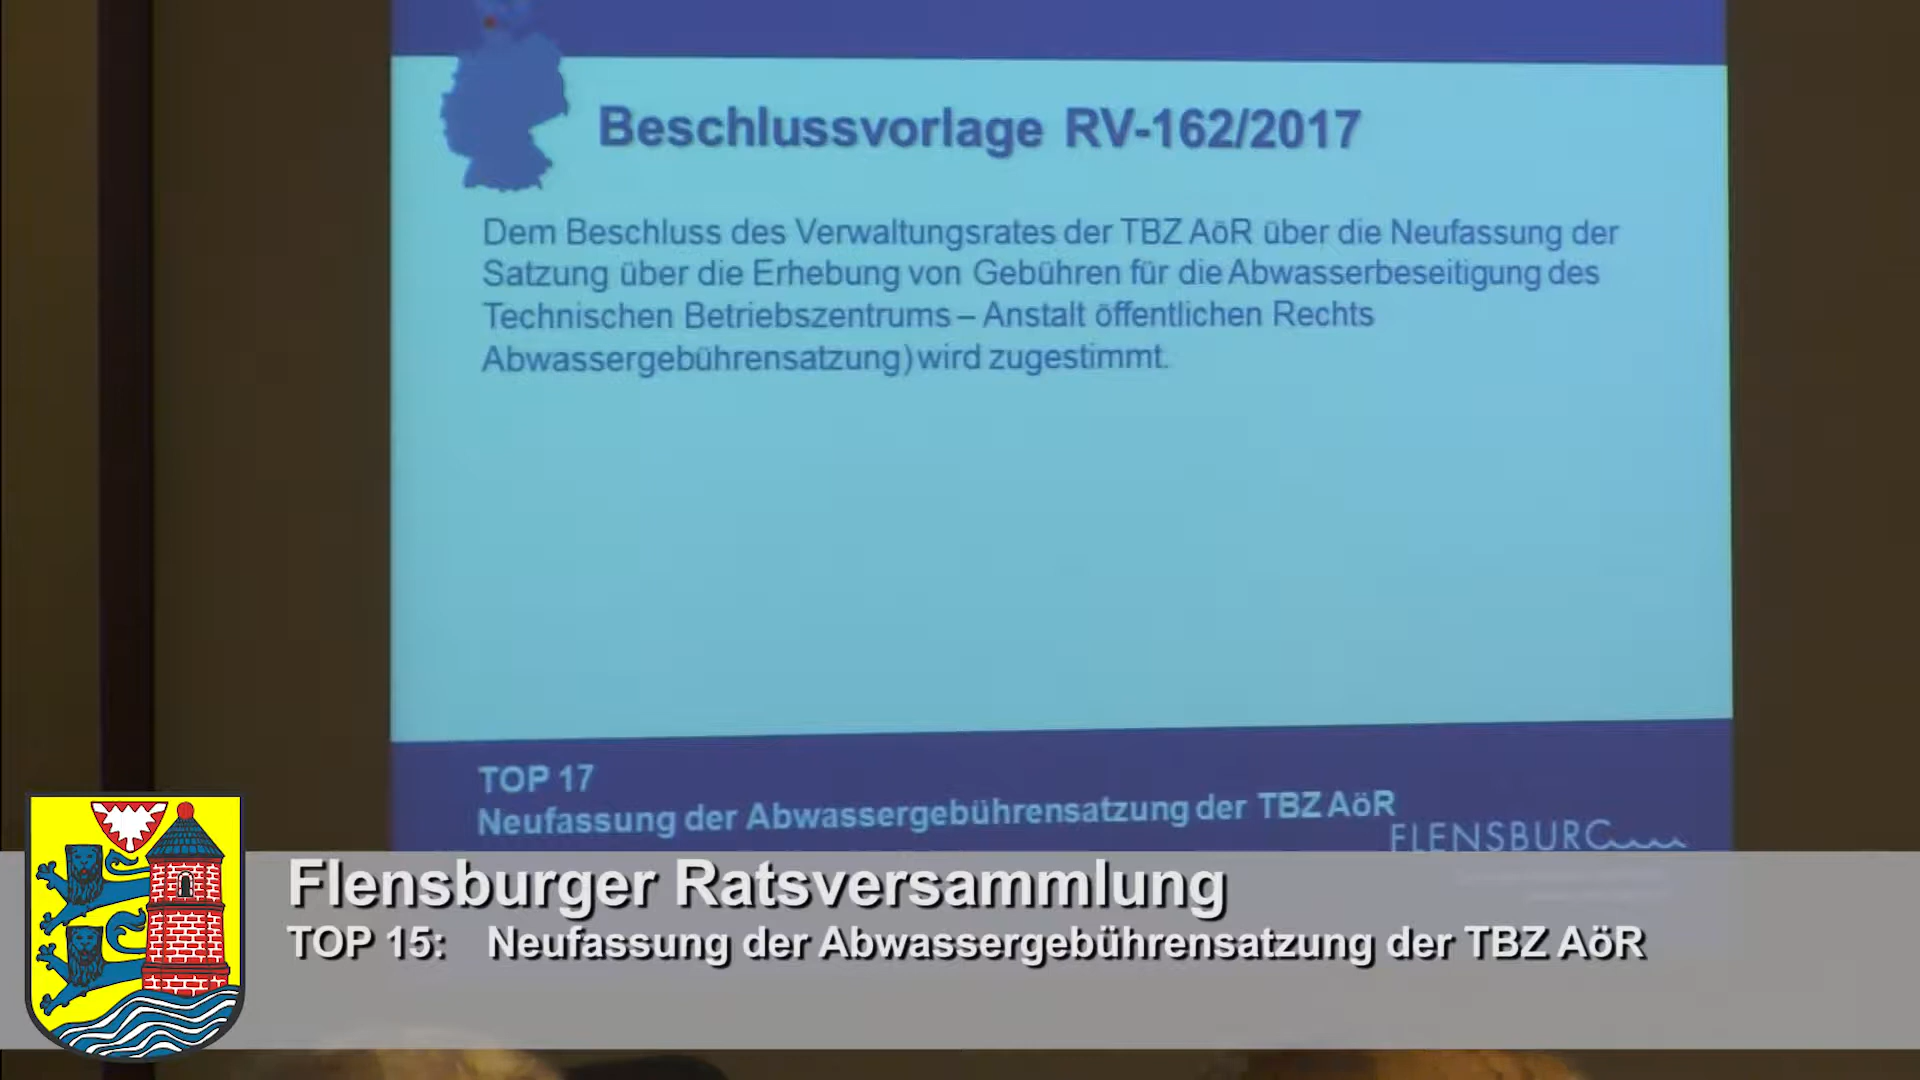 Beschlussvorlage RV-162/2017
Dem Beschluss des Verwaltungsrates der TBZ AöR über die Neufassung der
Satzung über die Erhebung von Gebühren für die Abwasserbeseitigung des
Technischen Betriebszentrums – Anstalt öffentlichen Rechts
Abwassergebührensatzung) wird zugestimmt.
TOP 17
Neufassung der Abwassergebührensatzung der TBZ AöR
FLENSBURG
Flensburger Ratsversammlung
TOP 15: Neufassung der Abwassergebührensatzung der TBZ AöR